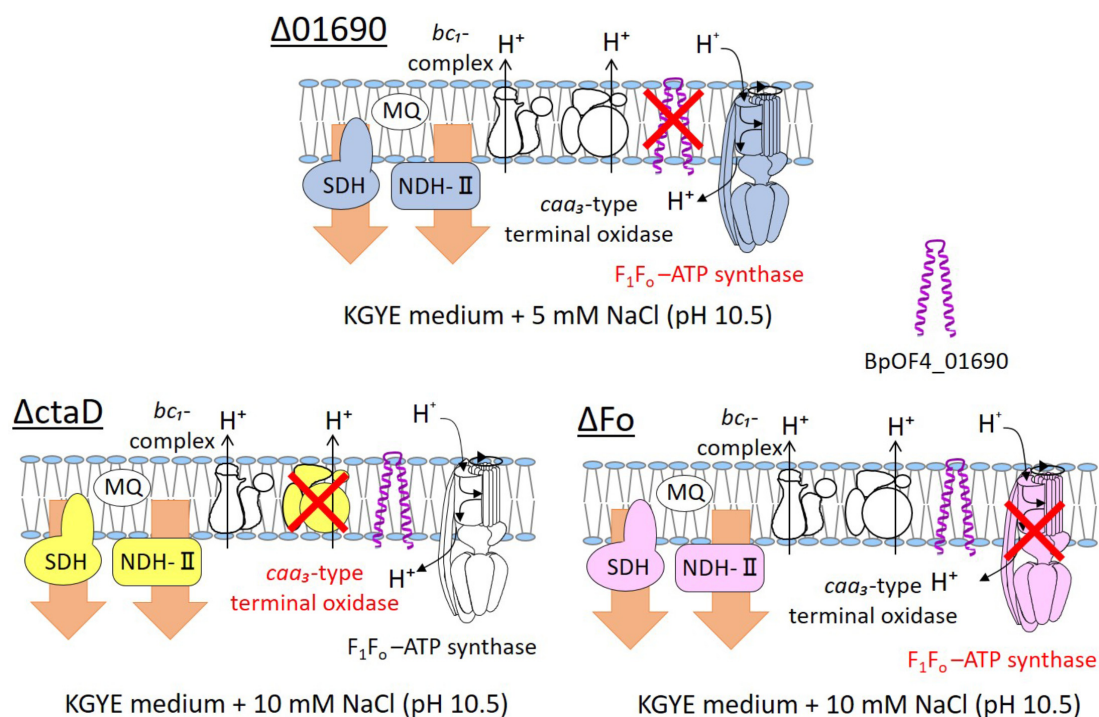 Δ01690
bc₁-
complex
H⁺
H⁺
H⁺
MQ
SDH
NDH-Ⅱ
H⁺
caa₃-type
terminal oxidase
F₁Fₒ–ATP synthase
KGYE medium + 5 mM NaCl (pH 10.5)
BpOF4_01690
ΔctaD
bc₁-
complex
H⁺
H⁺
H⁺
MQ
SDH
NDH-Ⅱ
H⁺
caa₃-type
terminal oxidase
F₁Fₒ–ATP synthase
KGYE medium + 10 mM NaCl (pH 10.5)
ΔFo
bc₁-
complex
H⁺
H⁺
H⁺
MQ
SDH
NDH-Ⅱ
caa₃-type
H⁺
terminal oxidase
F₁Fₒ–ATP synthase
KGYE medium + 10 mM NaCl (pH 10.5)